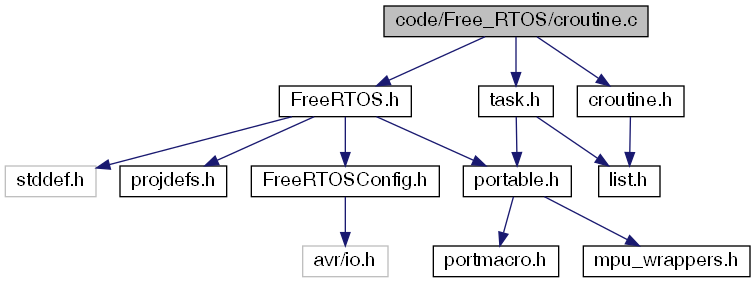 code/Free_RTOS/croutine.c
FreeRTOS.h
task.h
croutine.h
stddef.h
projdefs.h
FreeRTOSConfig.h
portable.h
list.h
avr/io.h
portmacro.h
mpu_wrappers.h